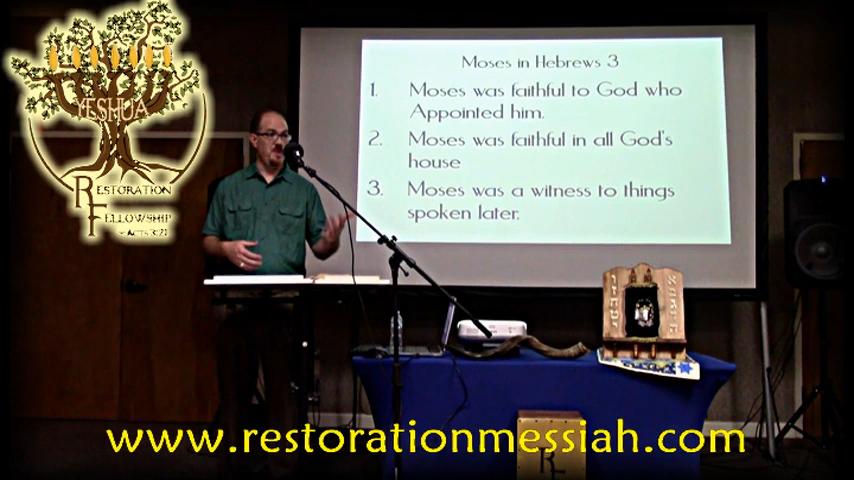 YESHUA
RESTORATION
FELLOWSHIP
ACTS 3:21
Moses in Hebrews 3
1. Moses was faithful to God who
Appointed him.
2. Moses was faithful in all God's
house
3. Moses was a witness to things
spoken later.
RF
www.restorationmessiah.com